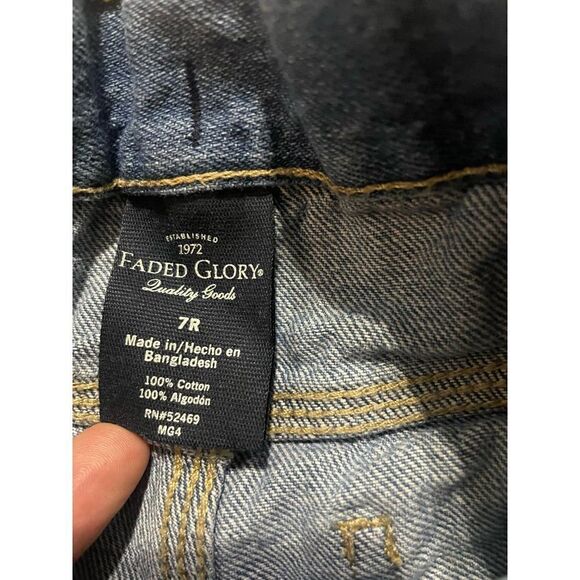 ESTABLISHED
1972
FADED GLORY®
Quality Goods
7R
Made in/Hecho en
Bangladesh
100% Cotton
100% Algodón
RN#52469
MG4